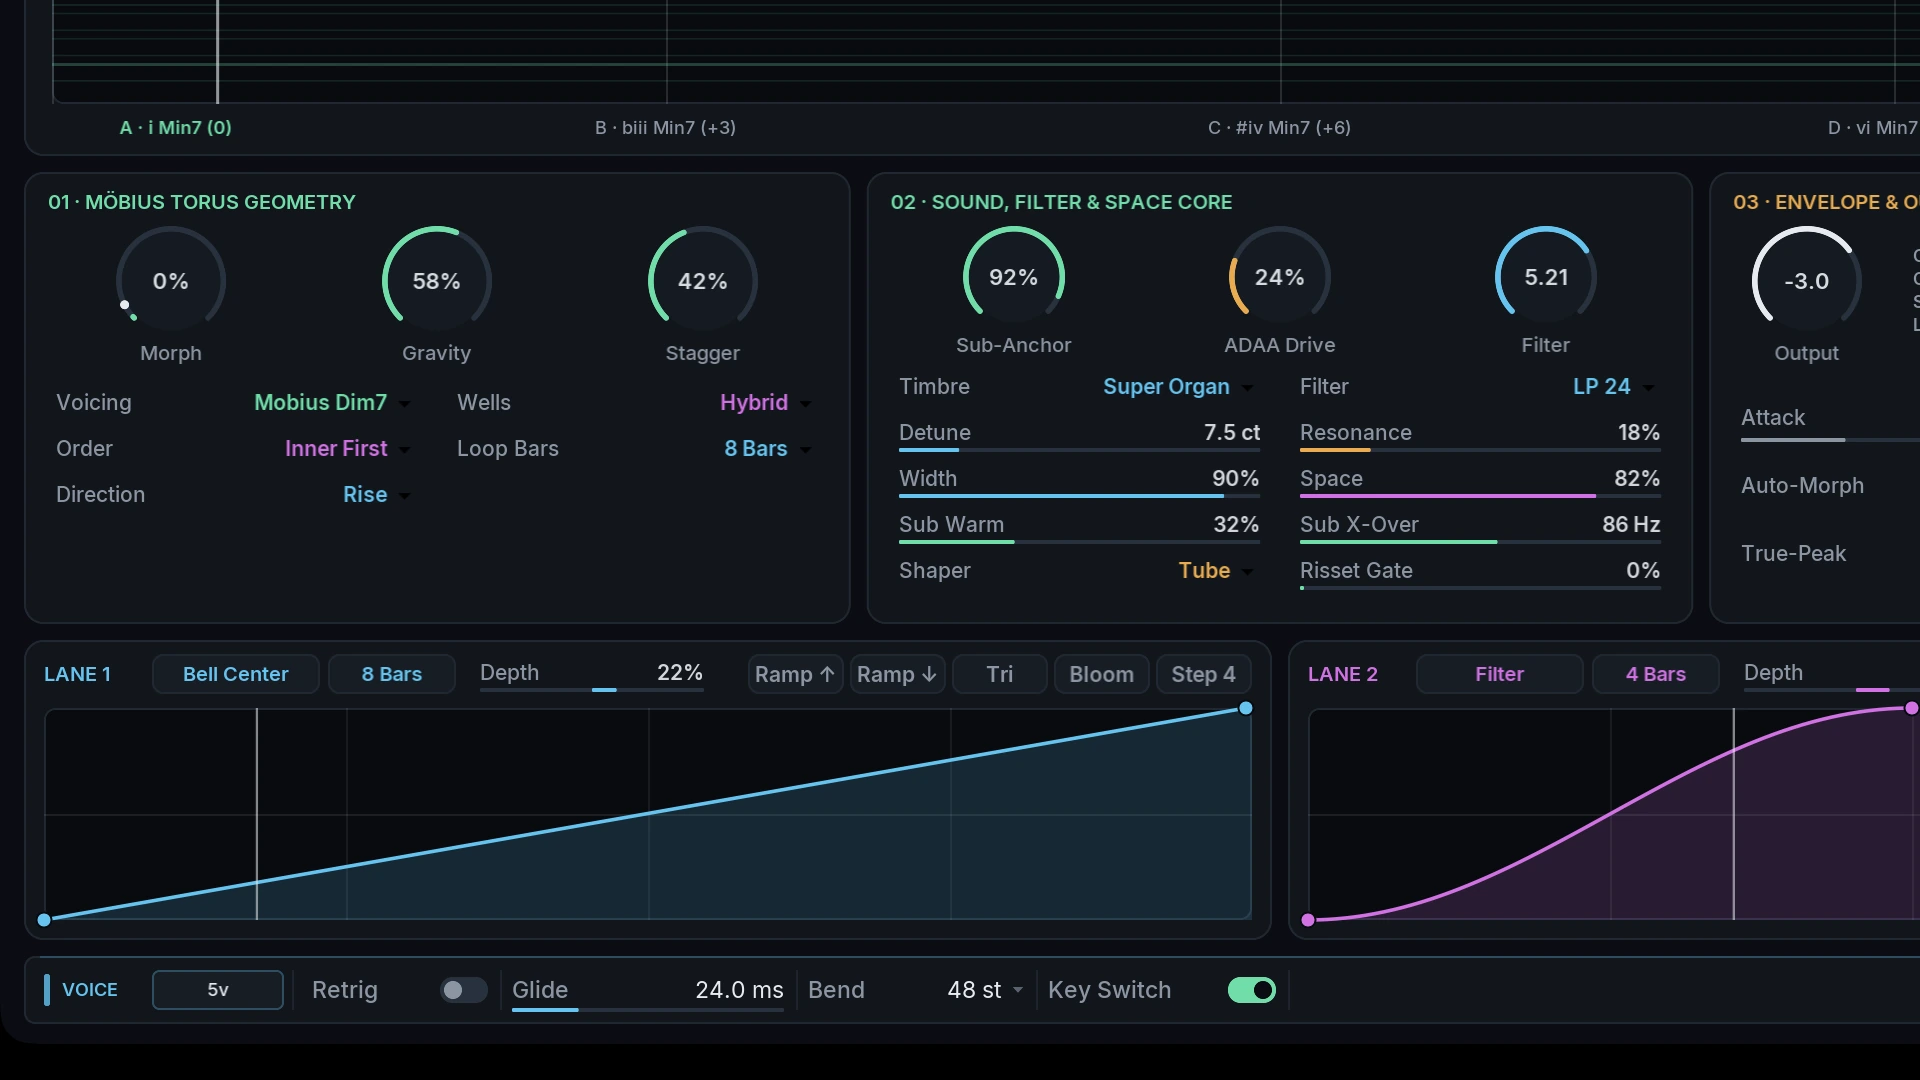 A · i Min7 (0)
B · biii Min7 (+3)
C · #iv Min7 (+6)
D · vi Min7
01 · MÖBIUS TORUS GEOMETRY
0%
58%
42%
Morph
Gravity
Stagger
Voicing Mobius Dim7
Wells Hybrid
Order Inner First
Loop Bars 8 Bars
Direction Rise
02 · SOUND, FILTER & SPACE CORE
92%
24%
5.21
Sub-Anchor
ADAA Drive
Filter
Timbre Super Organ
Filter LP 24
Detune 7.5 ct
Resonance 18%
Width 90%
Space 82%
Sub Warm 32%
Sub X-Over 86 Hz
Shaper Tube
Risset Gate 0%
03 · ENVELOPE &
-3.0
Output
Attack
Auto-Morph
True-Peak
LANE 1 Bell Center 8 Bars Depth 22% Ramp ↑ Ramp ↓ Tri Bloom Step 4
LANE 2 Filter 4 Bars Depth
VOICE 5v Retrig Glide 24.0 ms Bend 48 st Key Switch